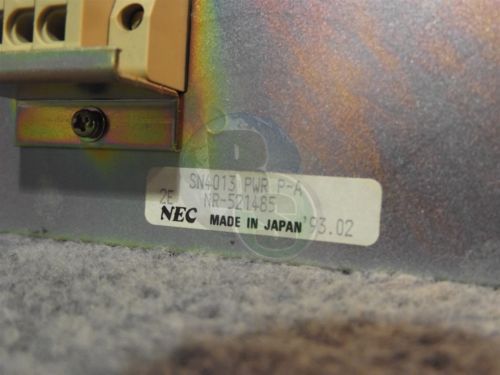 SN4013 PWR P-A
2E NR-521485
NEC MADE IN JAPAN '93.02